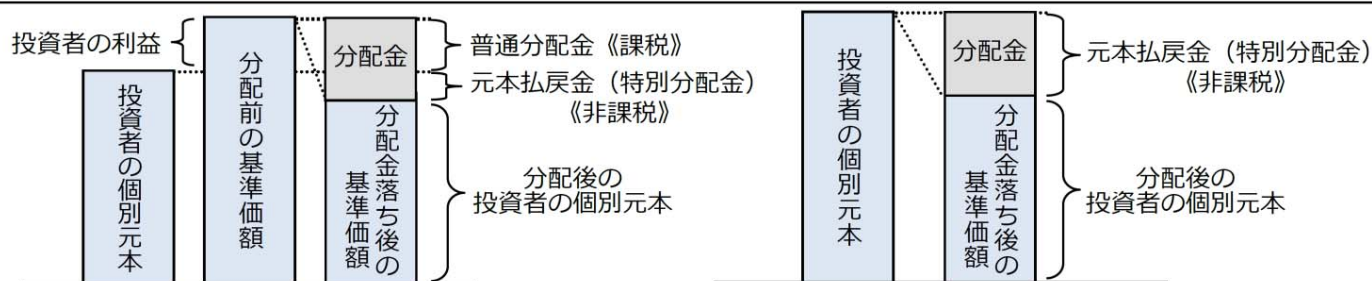 投資者の利益
投資者の個別元本
分配前の基準価額
分配金
分配金落ち後の
基準価額
普通分配金《課税》
元本払戻金（特別分配金）
《非課税》
分配後の
投資者の個別元本
投資者の個別元本
分配金
分配金落ち後の
基準価額
元本払戻金（特別分配金）
《非課税》
分配後の
投資者の個別元本